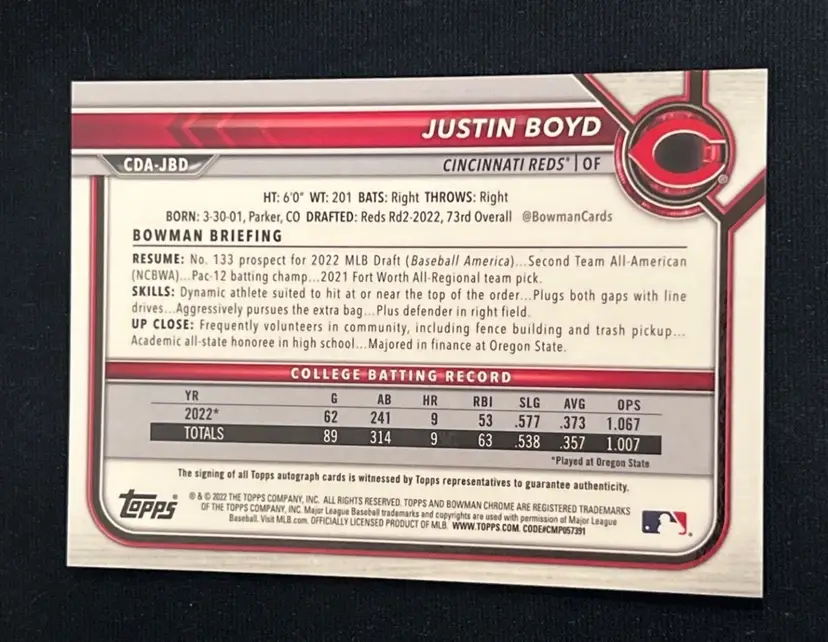 JUSTIN BOYD
CDA-JBD
CINCINNATI REDS® | OF
HT: 6'0" WT: 201 BATS: Right THROWS: Right
BORN: 3-30-01, Parker, CO DRAFTED: Reds Rd2-2022, 73rd Overall @BowmanCards
BOWMAN BRIEFING
RESUME: No. 133 prospect for 2022 MLB Draft (Baseball America)...Second Team All-American
(NCBWA)...Pac-12 batting champ...2021 Fort Worth All-Regional team pick.
SKILLS: Dynamic athlete suited to hit at or near the top of the order...Plugs both gaps with line
drives...Aggressively pursues the extra bag...Plus defender in right field.
UP CLOSE: Frequently volunteers in community, including fence building and trash pickup...
Academic all-state honoree in high school...Majored in finance at Oregon State.
COLLEGE BATTING RECORD
YR G AB HR RBI SLG AVG OPS
2022* 62 241 9 53 .577 .373 1.067
TOTALS 89 314 9 63 .538 .357 1.007
*Played at Oregon State
The signing of all Topps autograph cards is witnessed by Topps representatives to guarantee authenticity.
topps®
® & © 2022 THE TOPPS COMPANY, INC. ALL RIGHTS RESERVED. TOPPS AND BOWMAN CHROME ARE REGISTERED TRADEMARKS
OF THE TOPPS COMPANY, INC. Major League Baseball trademarks and copyrights are used with permission of Major League
Baseball. Visit MLB.com. OFFICIALLY LICENSED PRODUCT OF MLB. WWW.TOPPS.COM. CODE#CMP057391